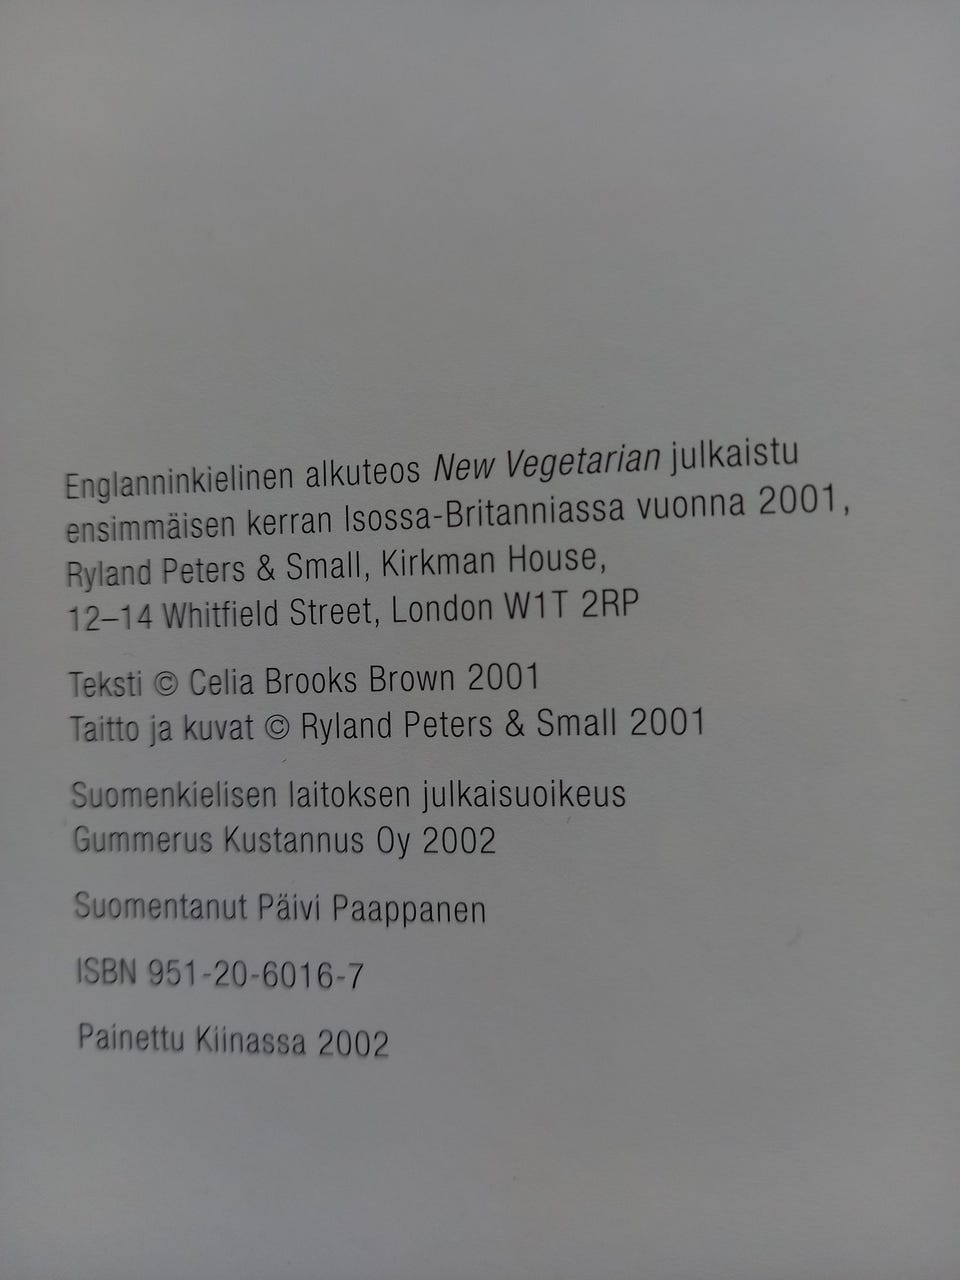 Englanninkielinen alkuteos New Vegetarian julkaistu
ensimmäisen kerran Isossa-Britanniassa vuonna 2001,
Ryland Peters & Small, Kirkman House,
12–14 Whitfield Street, London W1T 2RP
Teksti © Celia Brooks Brown 2001
Taitto ja kuvat © Ryland Peters & Small 2001
Suomenkielisen laitoksen julkaisuoikeus
Gummerus Kustannus Oy 2002
Suomentanut Päivi Paappanen
ISBN 951-20-6016-7
Painettu Kiinassa 2002